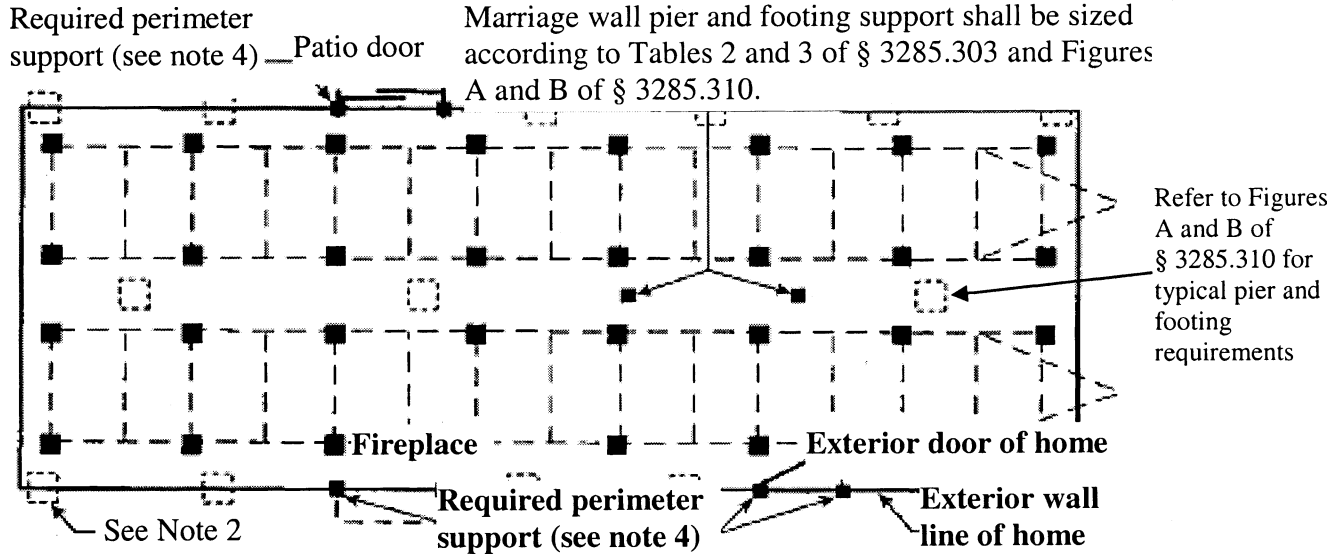 Required perimeter
support (see note 4)
Patio door
Marriage wall pier and footing support shall be sized
according to Tables 2 and 3 of § 3285.303 and Figures
A and B of § 3285.310.
Refer to Figures
A and B of
§ 3285.310 for
typical pier and
footing
requirements
Fireplace
Exterior door of home
Required perimeter
support (see note 4)
Exterior wall
line of home
See Note 2